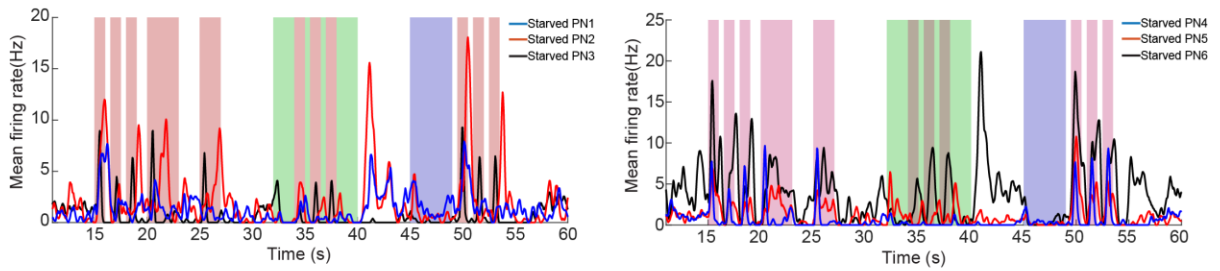 20
15
10
5
0
Mean firing rate(Hz)
Starved PN1
Starved PN2
Starved PN3
15 20 25 30 35 40 45 50 55 60
Time (s)
25
20
15
10
5
0
Mean firing rate(Hz)
Starved PN4
Starved PN5
Starved PN6
15 20 25 30 35 40 45 50 55 60
Time (s)